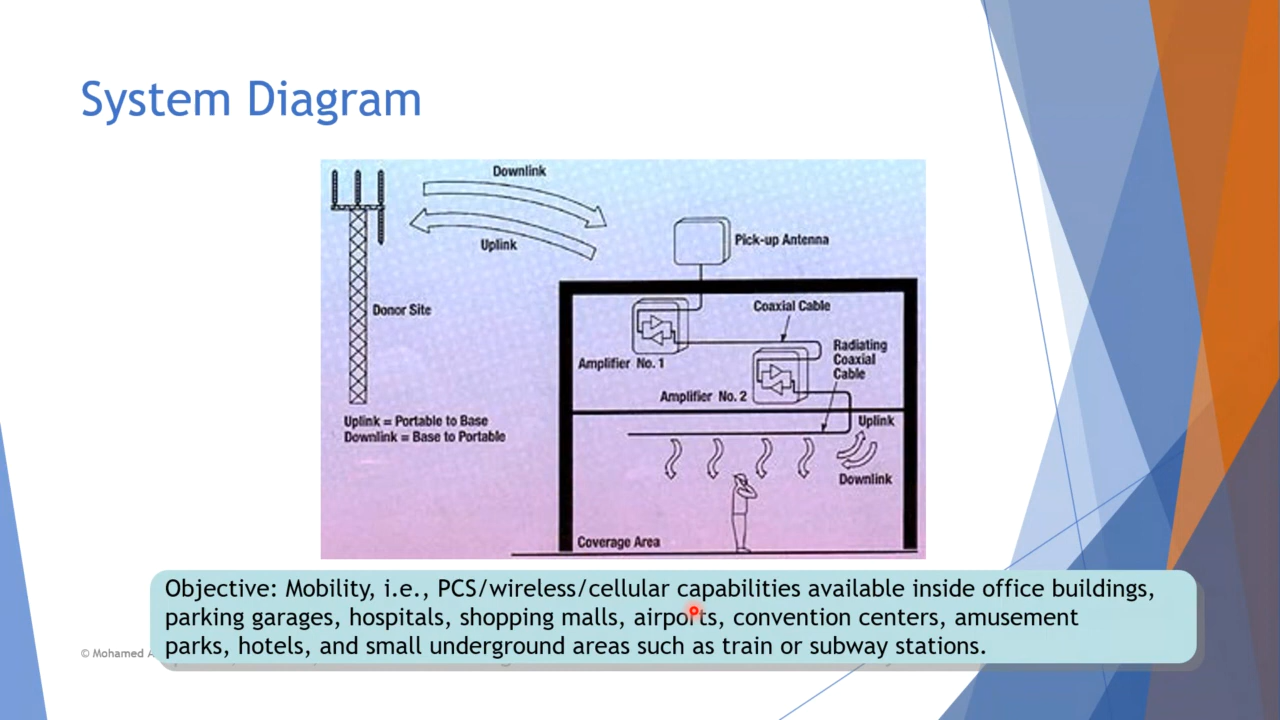 System Diagram
Downlink
Uplink
Pick-up Antenna
Donor Site
Coaxial Cable
Radiating
Coaxial
Cable
Amplifier No. 1
Amplifier No. 2
Uplink = Portable to Base
Downlink = Base to Portable
Uplink
Downlink
Coverage Area
Objective: Mobility, i.e., PCS/wireless/cellular capabilities available inside office buildings,
parking garages, hospitals, shopping malls, airports, convention centers, amusement
parks, hotels, and small underground areas such as train or subway stations.
© Mohamed